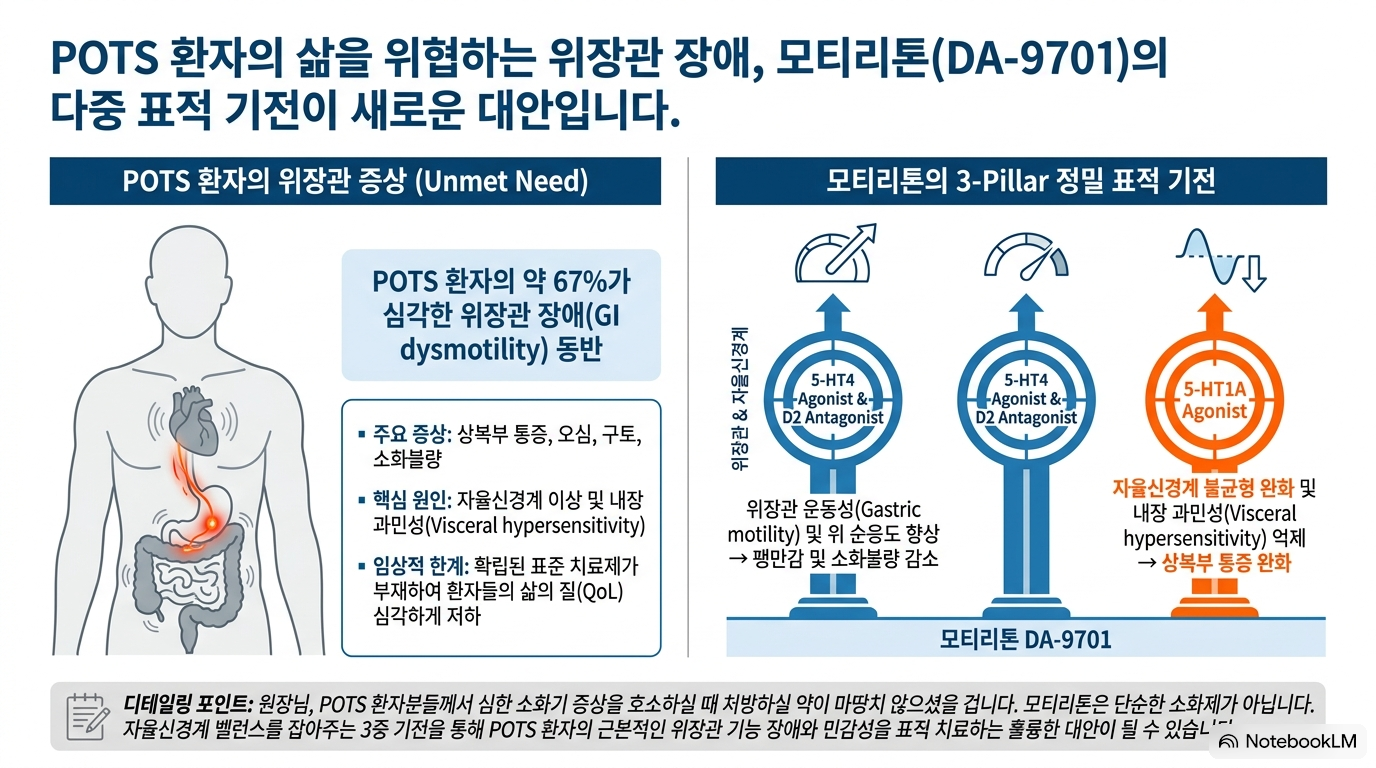 POTS 환자의 삶을 위협하는 위장관 장애, 모티리톤(DA-9701)의
다중 표적 기전이 새로운 대안입니다.
POTS 환자의 위장관 증상 (Unmet Need)
POTS 환자의 약 67%가
심각한 위장관 장애(GI
dysmotility) 동반
▪ 주요 증상: 상복부 통증, 오심, 구토,
소화불량
▪ 핵심 원인: 자율신경계 이상 및 내장
과민성(Visceral hypersensitivity)
▪ 임상적 한계: 확립된 표준 치료제가
부재하여 환자들의 삶의 질(QoL)
심각하게 저하
모티리톤의 3-Pillar 정밀 표적 기전
위장관 & 자율신경계
5-HT4
Agonist &
D2 Antagonist
5-HT4
Agonist &
D2 Antagonist
5-HT1A
Agonist
위장관 운동성(Gastric
motility) 및 위 순응도 향상
→ 팽만감 및 소화불량 감소
자율신경계 불균형 완화 및
내장 과민성(Visceral
hypersensitivity) 억제
→ 상복부 통증 완화
모티리톤 DA-9701
디테일링 포인트: 원장님, POTS 환자분들께서 심한 소화기 증상을 호소하실 때 처방하실 약이 마땅치 않으셨을 겁니다. 모티리톤은 단순한 소화제가 아닙니다.
자율신경계 벨런스를 잡아주는 3중 기전을 통해 POTS 환자의 근본적인 위장관 기능 장애와 민감성을 표적 치료하는 훌륭한 대안이 될 수
NotebookLM